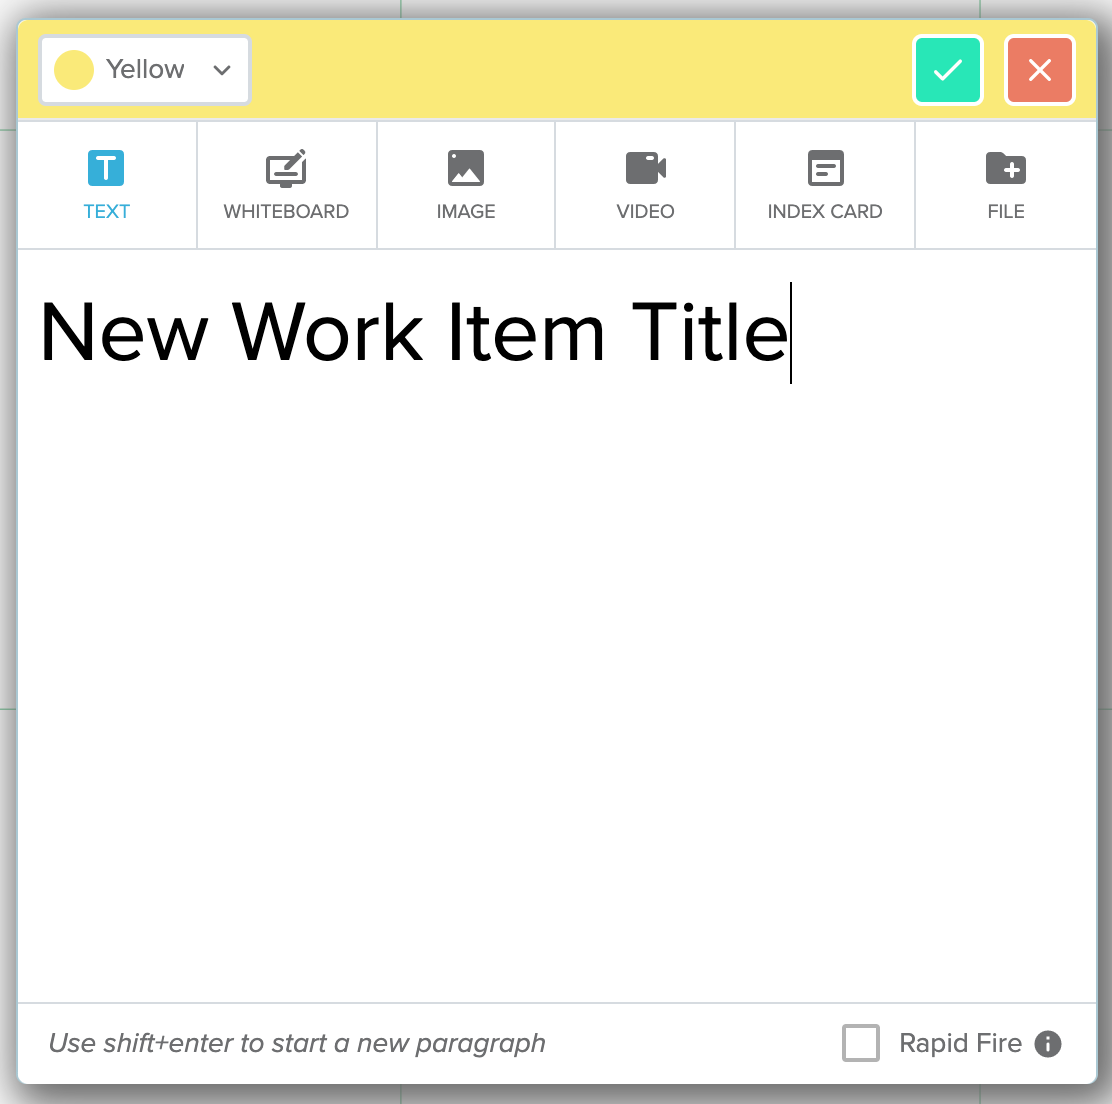 Yellow
TEXT
WHITEBOARD
IMAGE
VIDEO
INDEX CARD
FILE
New Work Item Title
Use shift+enter to start a new paragraph
Rapid Fire